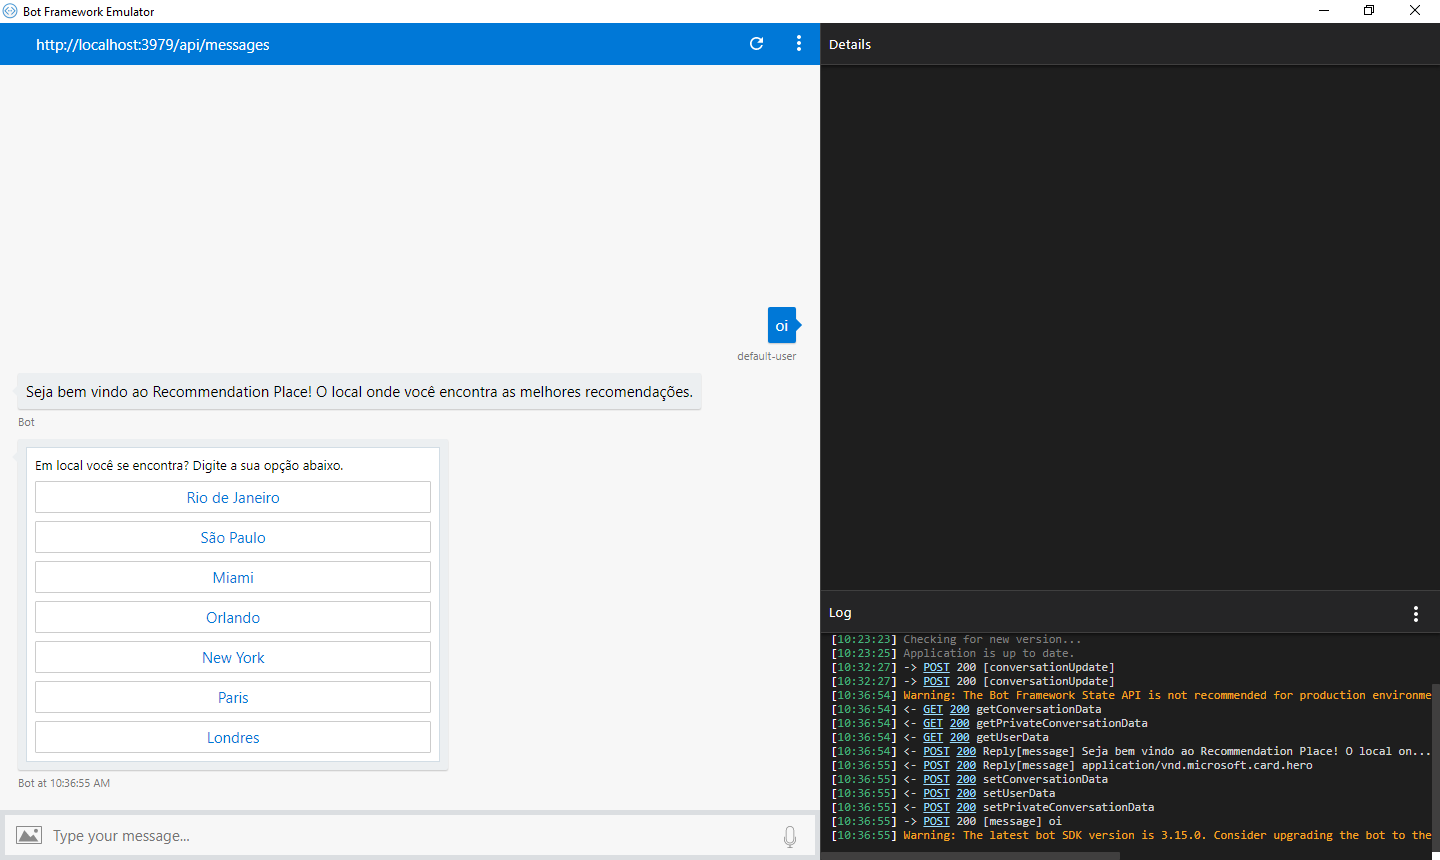 Bot Framework Emulator
http://localhost:3979/api/messages
Details
oi
default-user
Seja bem vindo ao Recommendation Place! O local onde você encontra as melhores recomendações.
Bot
Em local você se encontra? Digite a sua opção abaixo.
Rio de Janeiro
São Paulo
Miami
Orlando
New York
Paris
Londres
Bot at 10:36:55 AM
Type your message...
Log
[10:23:23] Checking for new version...
[10:23:25] Application is up to date.
[10:32:27] -> POST 200 [conversationUpdate]
[10:32:27] -> POST 200 [conversationUpdate]
[10:36:54] Warning: The Bot Framework State API is not recommended for production environme
[10:36:54] <- GET 200 getConversationData
[10:36:54] <- GET 200 getPrivateConversationData
[10:36:54] <- GET 200 getUserData
[10:36:54] <- POST 200 Reply[message] Seja bem vindo ao Recommendation Place! O local on...
[10:36:55] <- POST 200 Reply[message] application/vnd.microsoft.card.hero
[10:36:55] <- POST 200 setConversationData
[10:36:55] <- POST 200 setUserData
[10:36:55] <- POST 200 setPrivateConversationData
[10:36:55] -> POST 200 [message] oi
[10:36:55] Warning: The latest bot SDK version is 3.15.0. Consider upgrading the bot to the